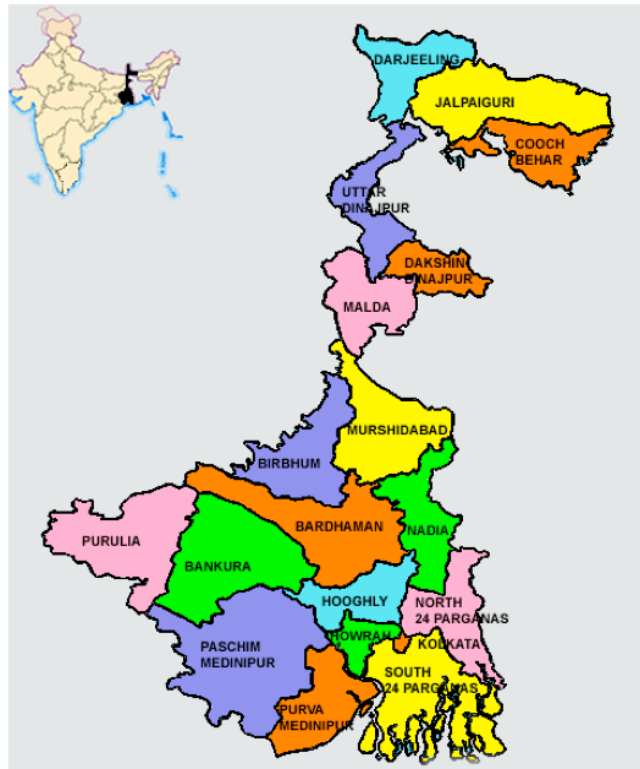 DARJEELING
JALPAIGURI
COOCH
BEHAR
UTTAR
DINAJPUR
DAKSHIN
DINAJPUR
MALDA
MURSHIDABAD
BIRBHUM
BARDHAMAN
NADIA
PURULIA
BANKURA
HOOGHLY
NORTH
24 PARGANAS
HOWRAH
KOLKATA
PASCHIM
MEDINIPUR
SOUTH
24 PARGANAS
PURVA
MEDINIPUR